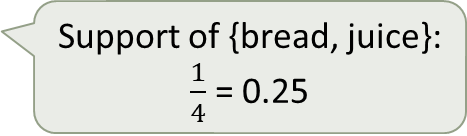 Support of {bread, juice}:
1/4 = 0.25